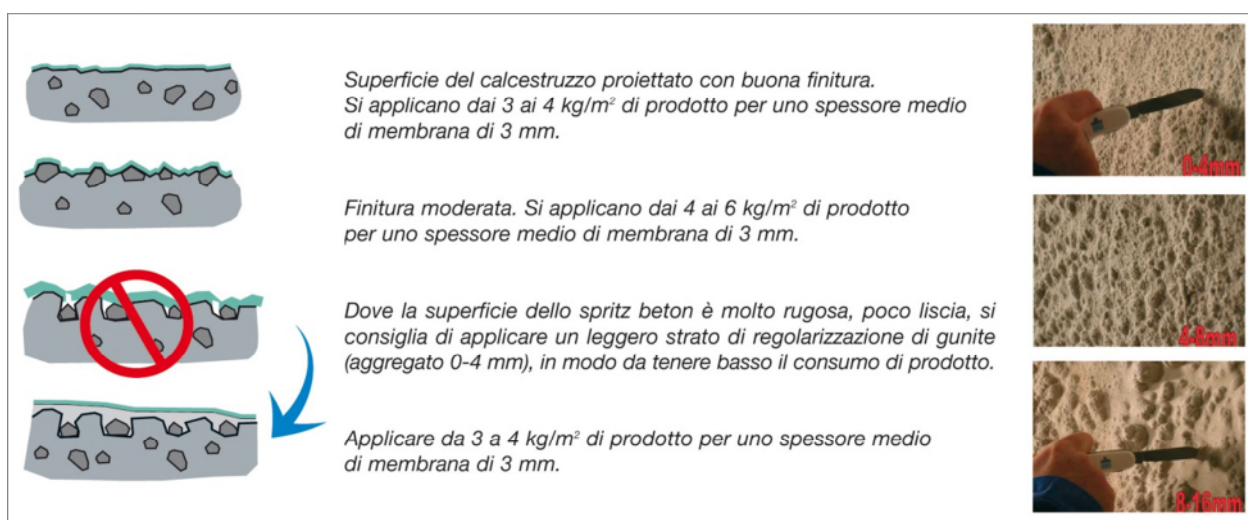 Superficie del calcestruzzo proiettato con buona finitura.
Si applicano dai 3 ai 4 kg/m² di prodotto per uno spessore medio
di membrana di 3 mm.
0-4mm
Finitura moderata. Si applicano dai 4 ai 6 kg/m² di prodotto
per uno spessore medio di membrana di 3 mm.
4-8mm
Dove la superficie dello spritz beton è molto rugosa, poco liscia, si
consiglia di applicare un leggero strato di regolarizzazione di gunite
(aggregato 0-4 mm), in modo da tenere basso il consumo di prodotto.
Applicare da 3 a 4 kg/m² di prodotto per uno spessore medio
di membrana di 3 mm.
8-16mm